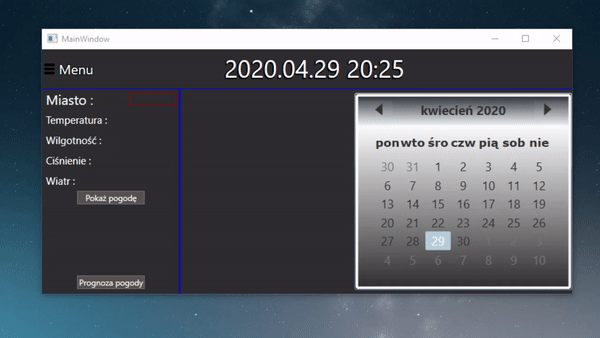 MainWindow
Menu
2020.04.29 20:25
Miasto :
Temperatura :
Wilgotność :
Ciśnienie :
Wiatr :
Pokaż pogodę
Prognoza pogody
kwiecień 2020
pon wto śro czw pią sob nie
30 31 1 2 3 4 5
6 7 8 9 10 11 12
13 14 15 16 17 18 19
20 21 22 23 24 25 26
27 28 29 30 1 2 3
4 5 6 7 8 9 10